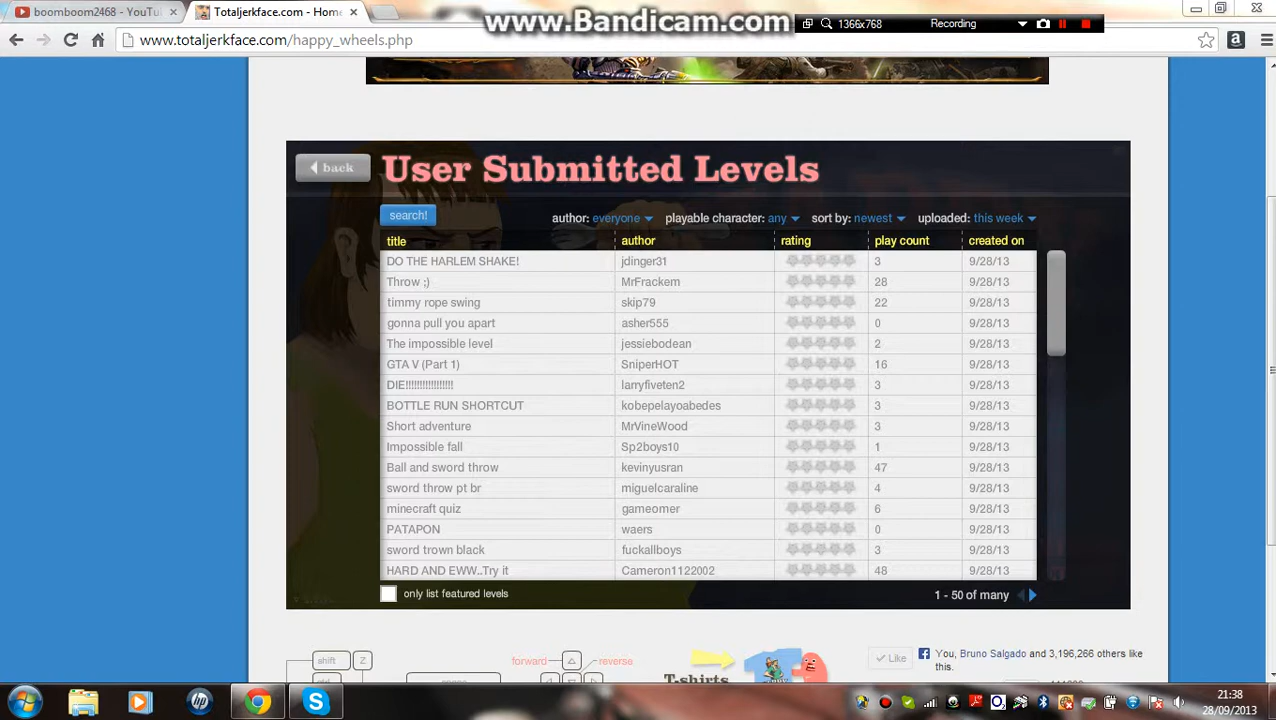 boomboom2468 - YouTu
Totaljerkface.com - Hom
www.Bandicam.com
1366x768
Recording
www.totaljerkface.com/happy_wheels.php
back
User Submitted Levels
search!
author: everyone playable character: any sort by: newest uploaded: this week
title author rating play count created on
DO THE HARLEM SHAKE! jdinger31 3 9/28/13
Throw ;) MrFrackem 28 9/28/13
timmy rope swing skip79 22 9/28/13
gonna pull you apart asher555 0 9/28/13
The impossible level jessiebodean 2 9/28/13
GTA V (Part 1) SniperHOT 16 9/28/13
DIE!!!!!!!!!!!!!!!!! larryfiveten2 3 9/28/13
BOTTLE RUN SHORTCUT kobepelayoabedes 3 9/28/13
Short adventure MrVineWood 3 9/28/13
Impossible fall Sp2boys10 1 9/28/13
Ball and sword throw kevinyusran 47 9/28/13
sword throw pt br miguelcaraline 4 9/28/13
minecraft quiz gameomer 6 9/28/13
PATAPON waers 0 9/28/13
sword trown black fuckallboys 3 9/28/13
HARD AND EWW..Try it Cameron1122002 48 9/28/13
only list featured levels
1 - 50 of many
shift Z
forward reverse
T-shirts
Like
You, Bruno Salgado and 3,196,266 others like
this.
21:38
28/09/2013